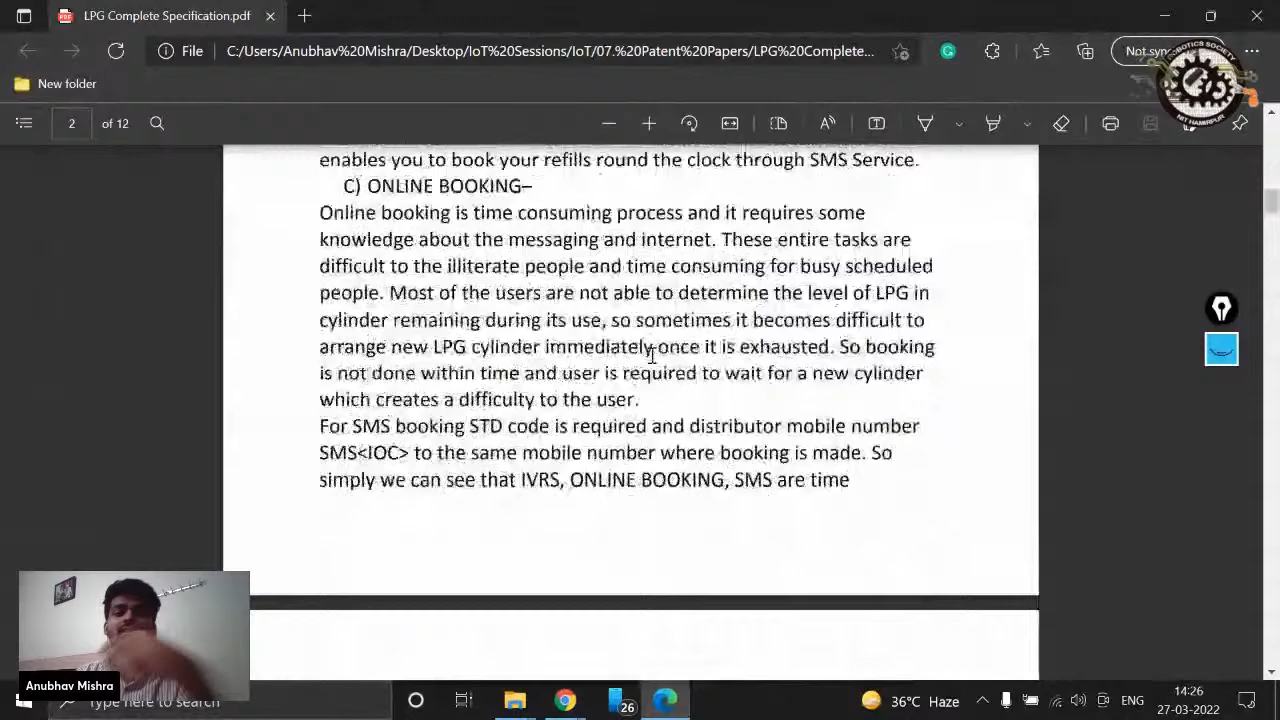 LPG Complete Specification.pdf
File
C:/Users/Anubhav%20Mishra/Desktop/IoT%20Sessions/IoT/07.%20Patent%20Papers/LPG%20Complete...
Not sync
ROBOTICS SOCIETY
NIT HAMIRPUR
New folder
2 of 12
enables you to book your refills round the clock through SMS Service.
C) ONLINE BOOKING–
Online booking is time consuming process and it requires some
knowledge about the messaging and internet. These entire tasks are
difficult to the illiterate people and time consuming for busy scheduled
people. Most of the users are not able to determine the level of LPG in
cylinder remaining during its use, so sometimes it becomes difficult to
arrange new LPG cylinder immediately once it is exhausted. So booking
is not done within time and user is required to wait for a new cylinder
which creates a difficulty to the user.
For SMS booking STD code is required and distributor mobile number
SMS<IOC> to the same mobile number where booking is made. So
simply we can see that IVRS, ONLINE BOOKING, SMS are time
Anubhav Mishra
Type here to search
26
36°C Haze
ENG
14:26
27-03-2022